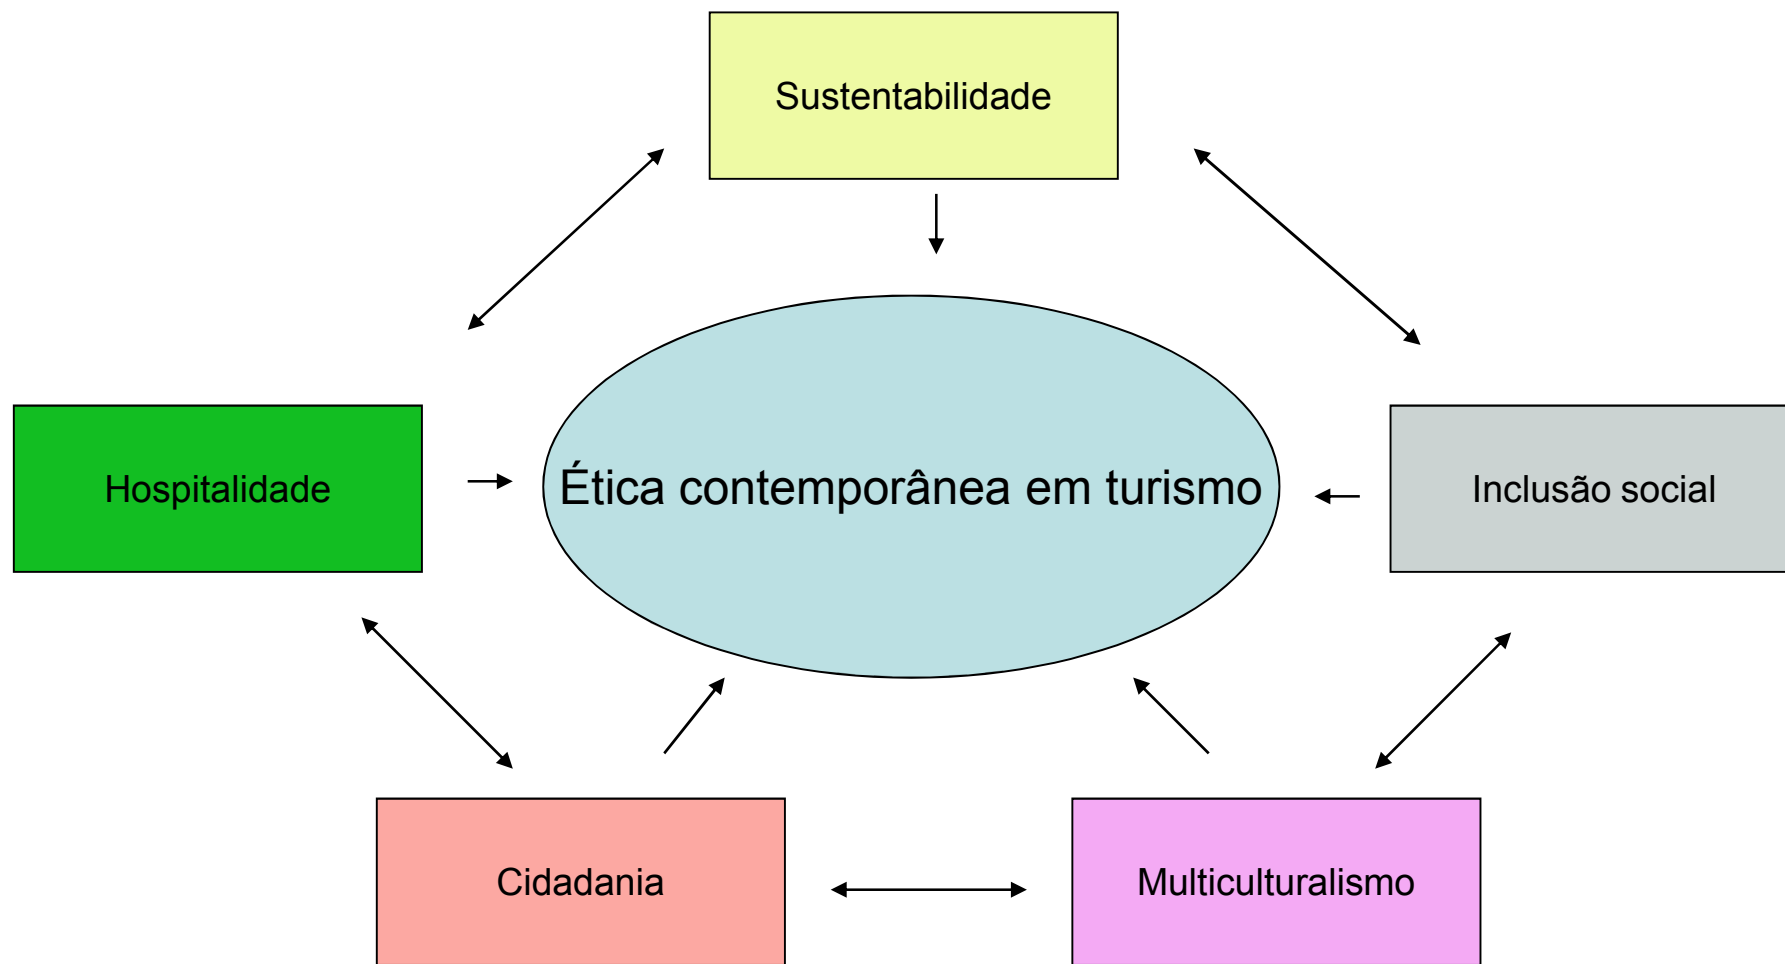 Sustentabilidade
Hospitalidade
Ética contemporânea em turismo
Inclusão social
Cidadania
Multiculturalismo